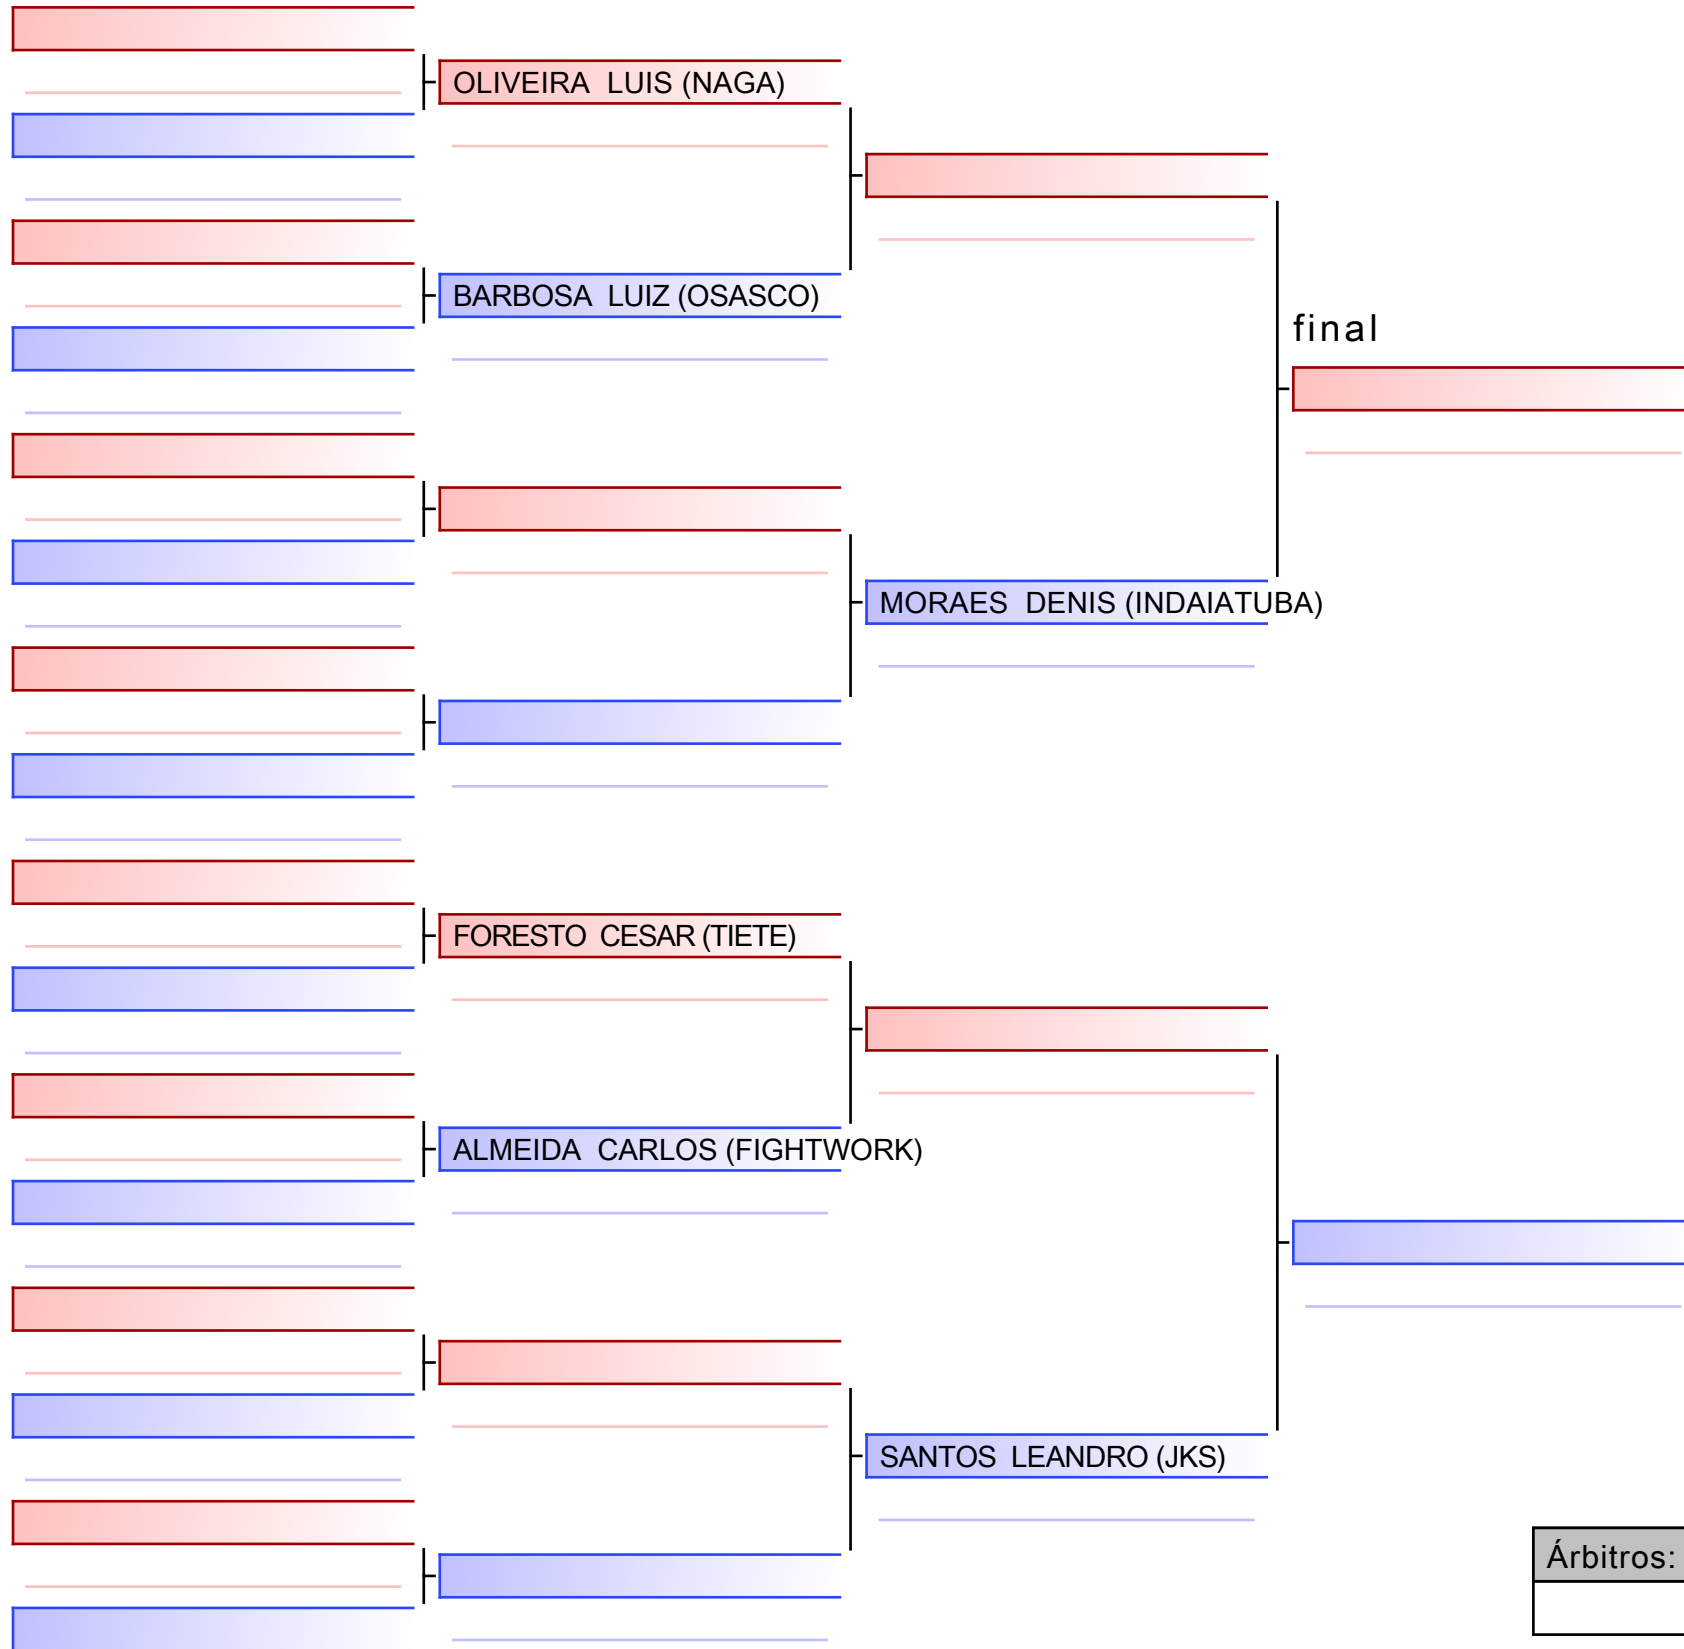 OLIVEIRA LUIS (NAGA)
BARBOSA LUIZ (OSASCO)
final
MORAES DENIS (INDAIATUBA)
FORESTO CESAR (TIETE)
ALMEIDA CARLOS (FIGHTWORK)
SANTOS LEANDRO (JKS)
Árbitros: